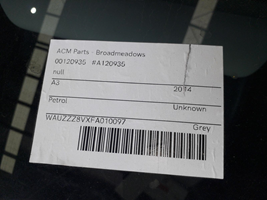 ACM Parts - Broadmeadows
00120935 #A120935
null
A3 2014
Petrol Unknown
WAUZZZ8VXFA010097
Grey